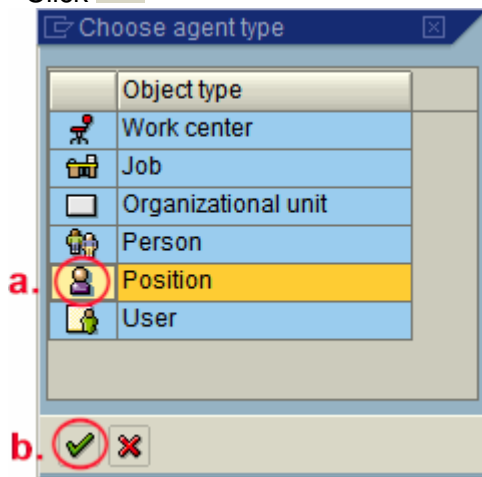 Click
Choose agent type
Object type
Work center
Job
Organizational unit
Person
a. Position
User
b.